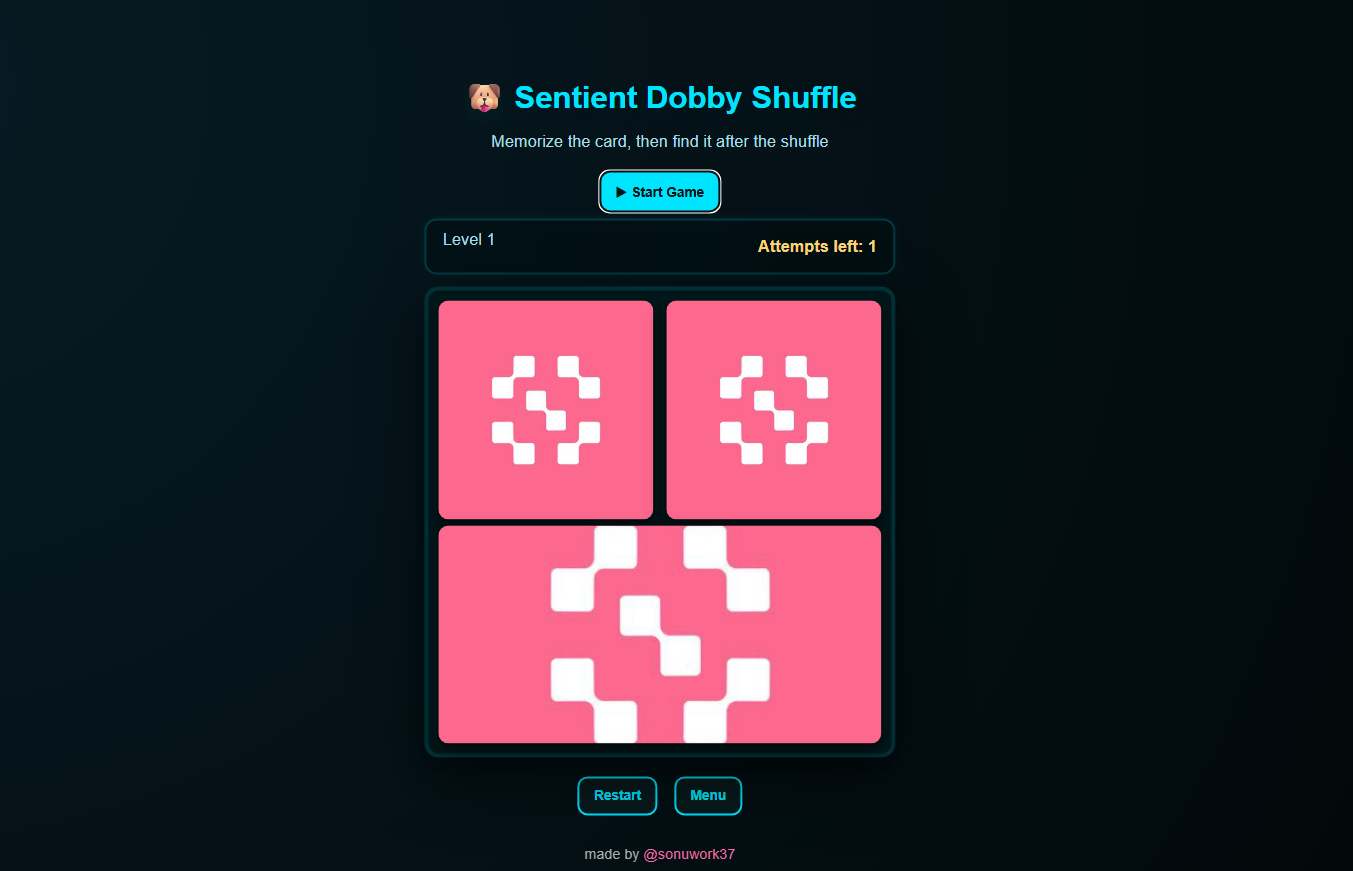 Sentient Dobby Shuffle
Memorize the card, then find it after the shuffle
▶ Start Game
Level 1
Attempts left: 1
Restart
Menu
made by @sonuwork37